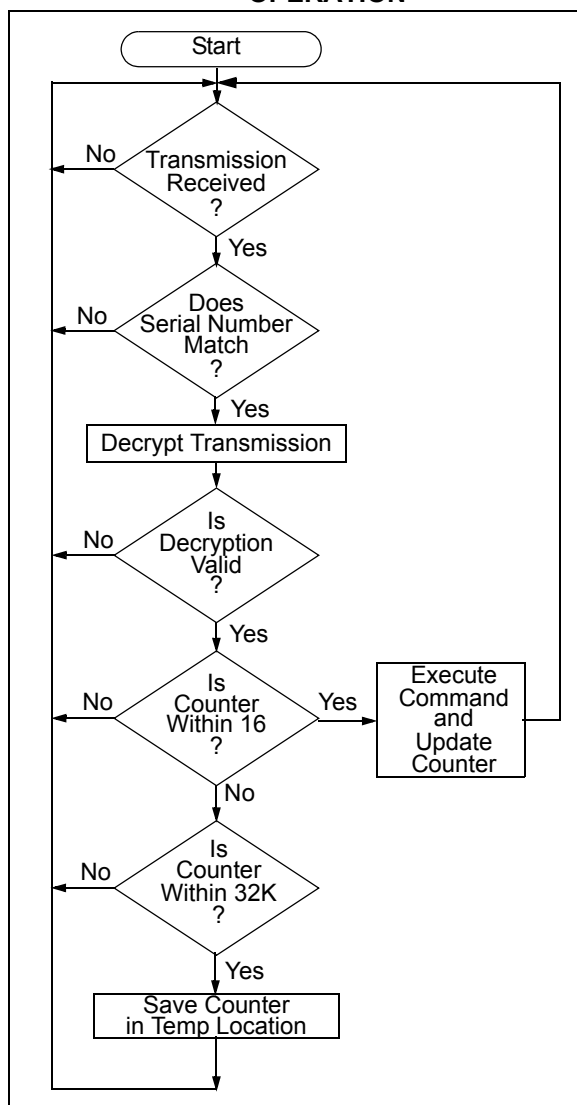 OPERATION
Start
No
Transmission
Received
?
Yes
No
Does
Serial Number
Match
?
Yes
Decrypt Transmission
No
Is
Decryption
Valid
?
Yes
No
Is
Counter
Within 16
?
Yes
Execute
Command
and
Update
Counter
No
No
Is
Counter
Within 32K
?
Yes
Save Counter
in Temp Location